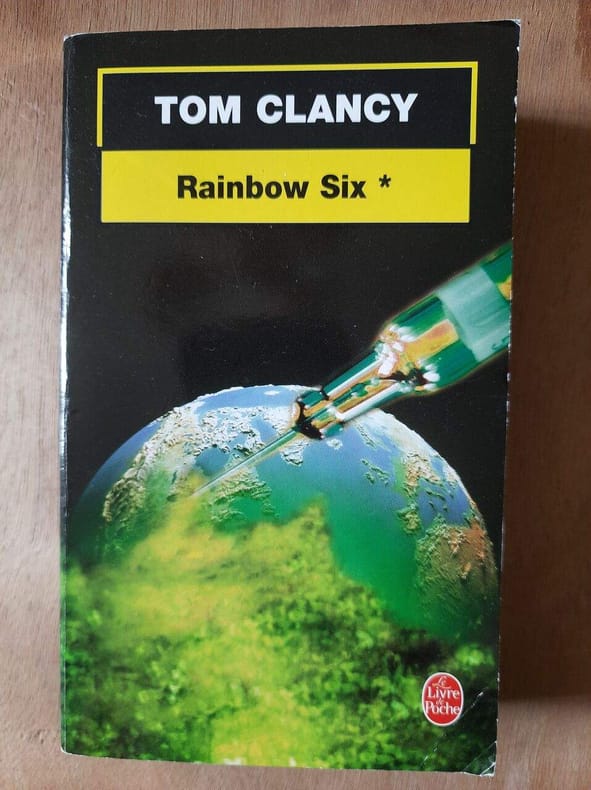 TOM CLANCY
Rainbow Six *
Le
Livre
de
Poche